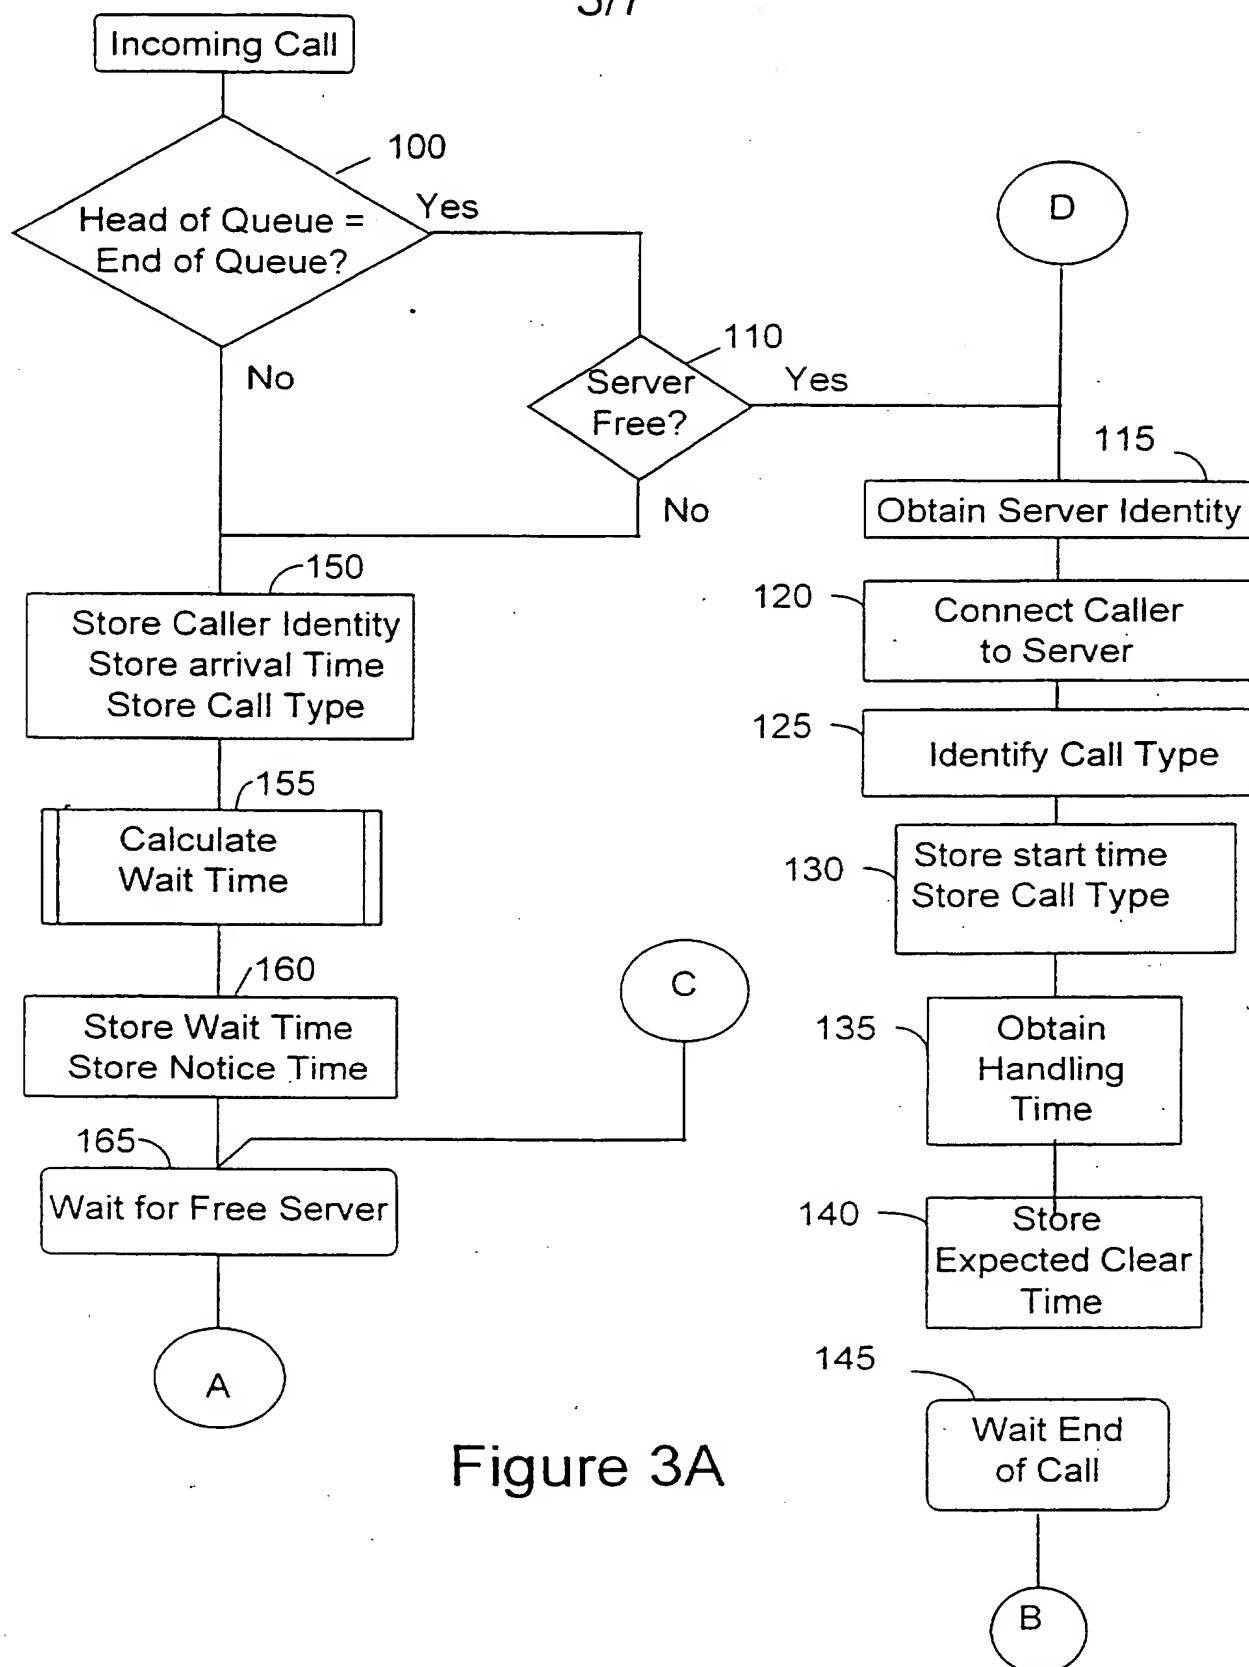 3/7
Incoming Call
100
Head of Queue =
End of Queue?
Yes
No
D
110
Server
Free?
Yes
No
115
Obtain Server Identity
150
Store Caller Identity
Store arrival Time
Store Call Type
120
Connect Caller
to Server
125
Identify Call Type
155
Calculate
Wait Time
130
Store start time
Store Call Type
160
Store Wait Time
Store Notice Time
C
135
Obtain
Handling
Time
165
Wait for Free Server
140
Store
Expected Clear
Time
A
145
Wait End
of Call
Figure 3A
B